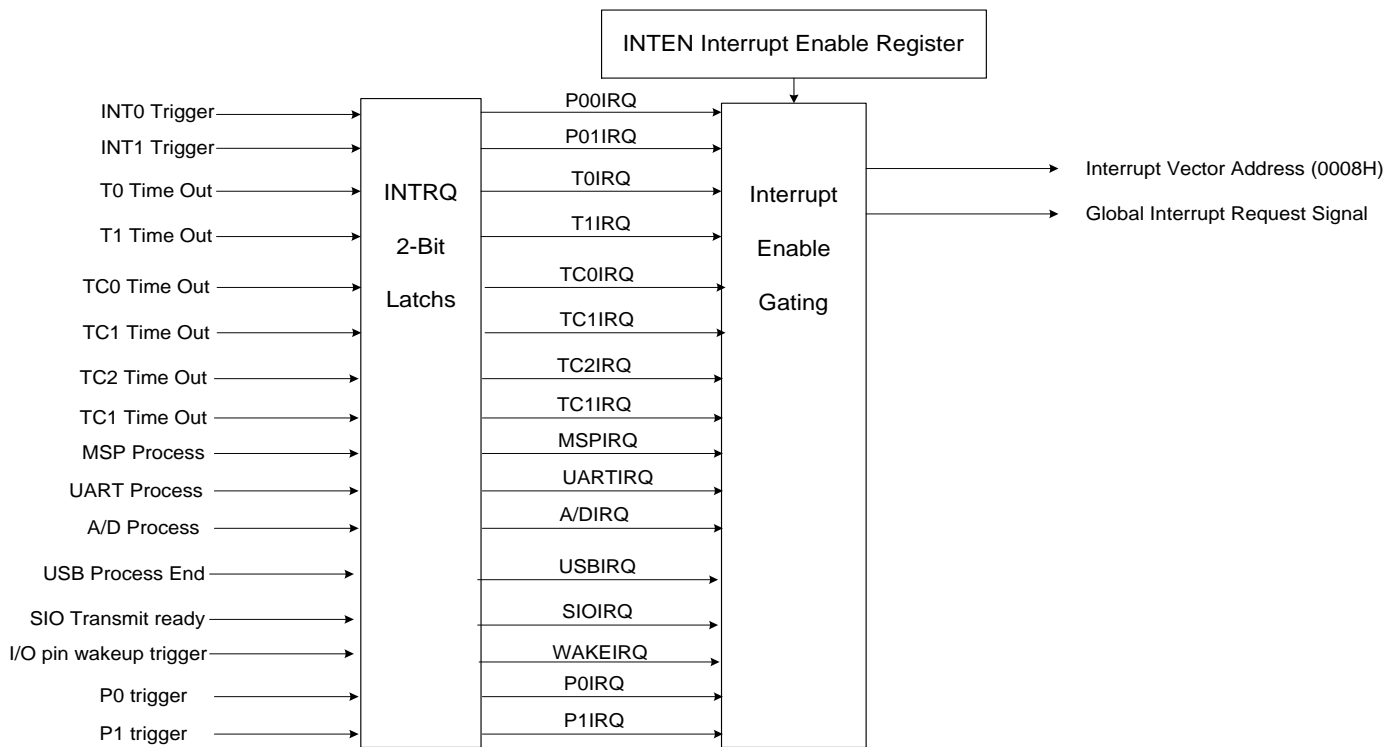 INTEN Interrupt Enable Register
INT0 Trigger
INT1 Trigger
T0 Time Out
T1 Time Out
TC0 Time Out
TC1 Time Out
TC2 Time Out
TC1 Time Out
MSP Process
UART Process
A/D Process
USB Process End
SIO Transmit ready
I/O pin wakeup trigger
P0 trigger
P1 trigger
INTRQ
2-Bit
Latchs
P00IRQ
P01IRQ
T0IRQ
T1IRQ
TC0IRQ
TC1IRQ
TC2IRQ
TC1IRQ
MSPIRQ
UARTIRQ
A/DIRQ
USBIRQ
SIOIRQ
WAKEIRQ
P0IRQ
P1IRQ
Interrupt
Enable
Gating
Interrupt Vector Address (0008H)
Global Interrupt Request Signal